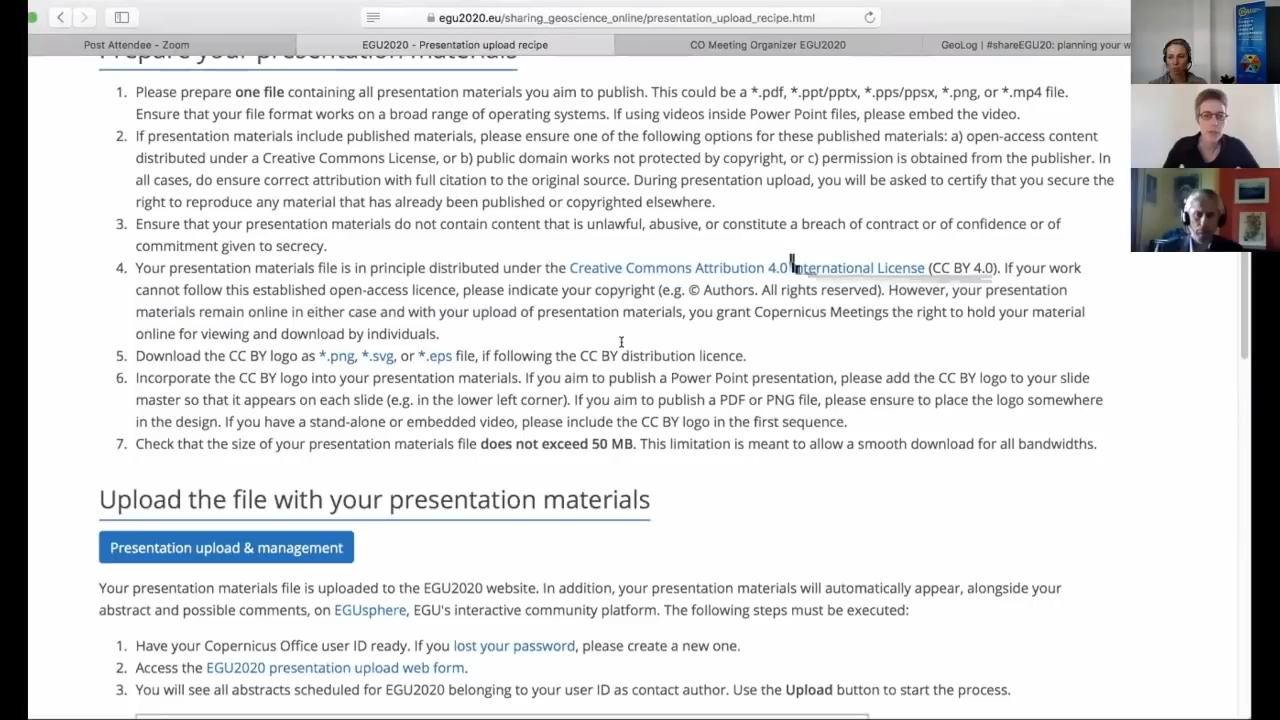 egu2020.eu/sharing_geoscience_online/presentation_upload_recipe.html
Post Attendee - Zoom
EGU2020 - Presentation upload recipe
CO Meeting Organizer EGU2020
GeoLog | #shareEGU20: planning your w
Prepare your presentation materials
1. Please prepare one file containing all presentation materials you aim to publish. This could be a *.pdf, *.ppt/pptx, *.pps/ppsx, *.png, or *.mp4 file.
Ensure that your file format works on a broad range of operating systems. If using videos inside Power Point files, please embed the video.
2. If presentation materials include published materials, please ensure one of the following options for these published materials: a) open-access content
distributed under a Creative Commons License, or b) public domain works not protected by copyright, or c) permission is obtained from the publisher. In
all cases, do ensure correct attribution with full citation to the original source. During presentation upload, you will be asked to certify that you secure the
right to reproduce any material that has already been published or copyrighted elsewhere.
3. Ensure that your presentation materials do not contain content that is unlawful, abusive, or constitute a breach of contract or of confidence or of
commitment given to secrecy.
4. Your presentation materials file is in principle distributed under the Creative Commons Attribution 4.0 International License (CC BY 4.0). If your work
cannot follow this established open-access licence, please indicate your copyright (e.g. © Authors. All rights reserved). However, your presentation
materials remain online in either case and with your upload of presentation materials, you grant Copernicus Meetings the right to hold your material
online for viewing and download by individuals.
5. Download the CC BY logo as *.png, *.svg, or *.eps file, if following the CC BY distribution licence.
6. Incorporate the CC BY logo into your presentation materials. If you aim to publish a Power Point presentation, please add the CC BY logo to your slide
master so that it appears on each slide (e.g. in the lower left corner). If you aim to publish a PDF or PNG file, please ensure to place the logo somewhere
in the design. If you have a stand-alone or embedded video, please include the CC BY logo in the first sequence.
7. Check that the size of your presentation materials file does not exceed 50 MB. This limitation is meant to allow a smooth download for all bandwidths.
Upload the file with your presentation materials
Presentation upload & management
Your presentation materials file is uploaded to the EGU2020 website. In addition, your presentation materials will automatically appear, alongside your
abstract and possible comments, on EGUsphere, EGU's interactive community platform. The following steps must be executed:
1. Have your Copernicus Office user ID ready. If you lost your password, please create a new one.
2. Access the EGU2020 presentation upload web form.
3. You will see all abstracts scheduled for EGU2020 belonging to your user ID as contact author. Use the Upload button to start the process.